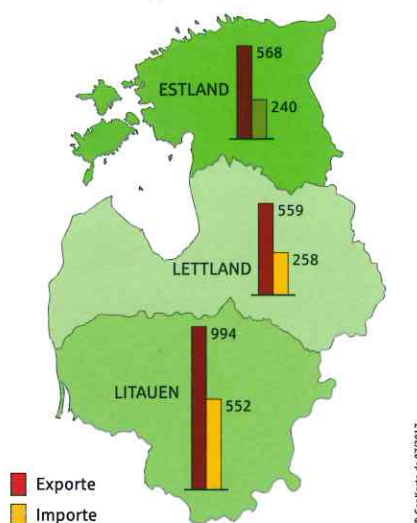 568
ESTLAND
240
559
LETTLAND
258
994
LITAUEN
552
Exporte
Importe